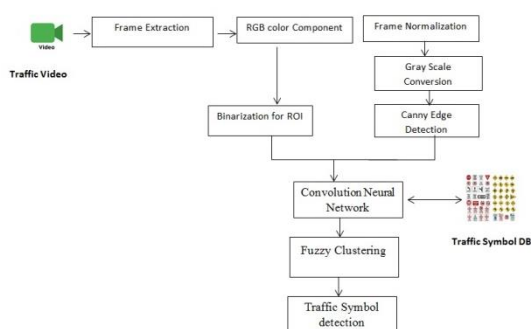 Frame Extraction
RGB color Component
Frame Normalization
Video
Traffic Video
Gray Scale
Conversion
Binarization for ROI
Canny Edge
Detection
Convolution Neural
Network
Traffic Symbol DB
Fuzzy Clustering
Traffic Symbol
detection